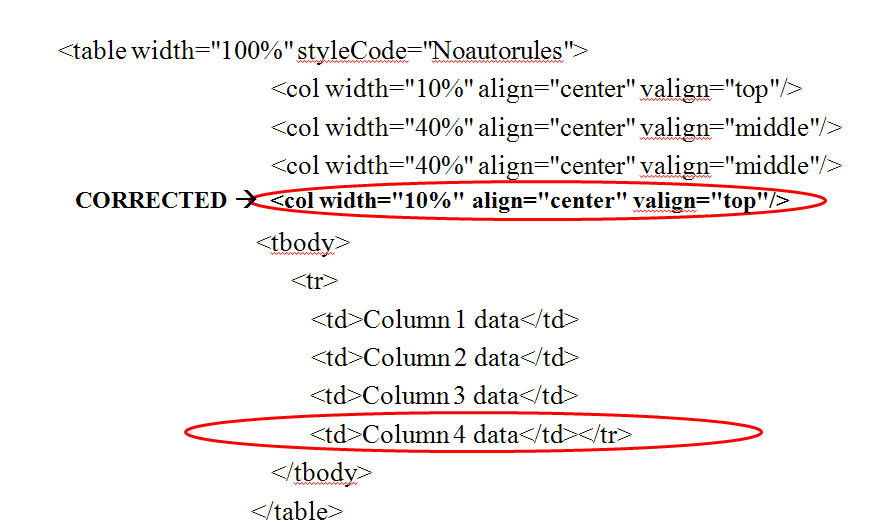 <table width="100%" styleCode="Noautorules">
<col width="10%" align="center" valign="top"/>
<col width="40%" align="center" valign="middle"/>
<col width="40%" align="center" valign="middle"/>
CORRECTED → <col width="10%" align="center" valign="top"/>
<tbody>
<tr>
<td>Column 1 data</td>
<td>Column 2 data</td>
<td>Column 3 data</td>
<td>Column 4 data</td></tr>
</tbody>
</table>